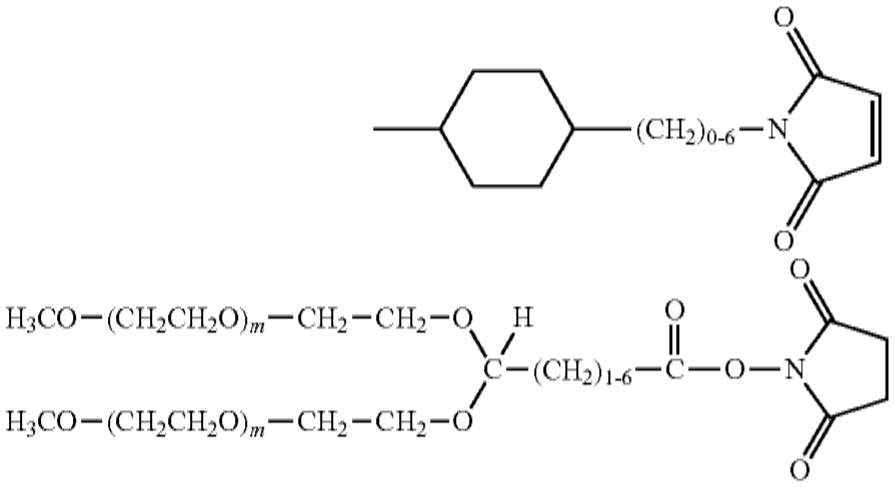 O
(CH2)0-6 N
O
O
H3CO-(CH2CH2O)m-CH2-CH2-O H O
C-(CH2)1-6-C-O-N
H3CO-(CH2CH2O)m-CH2-CH2-O
O